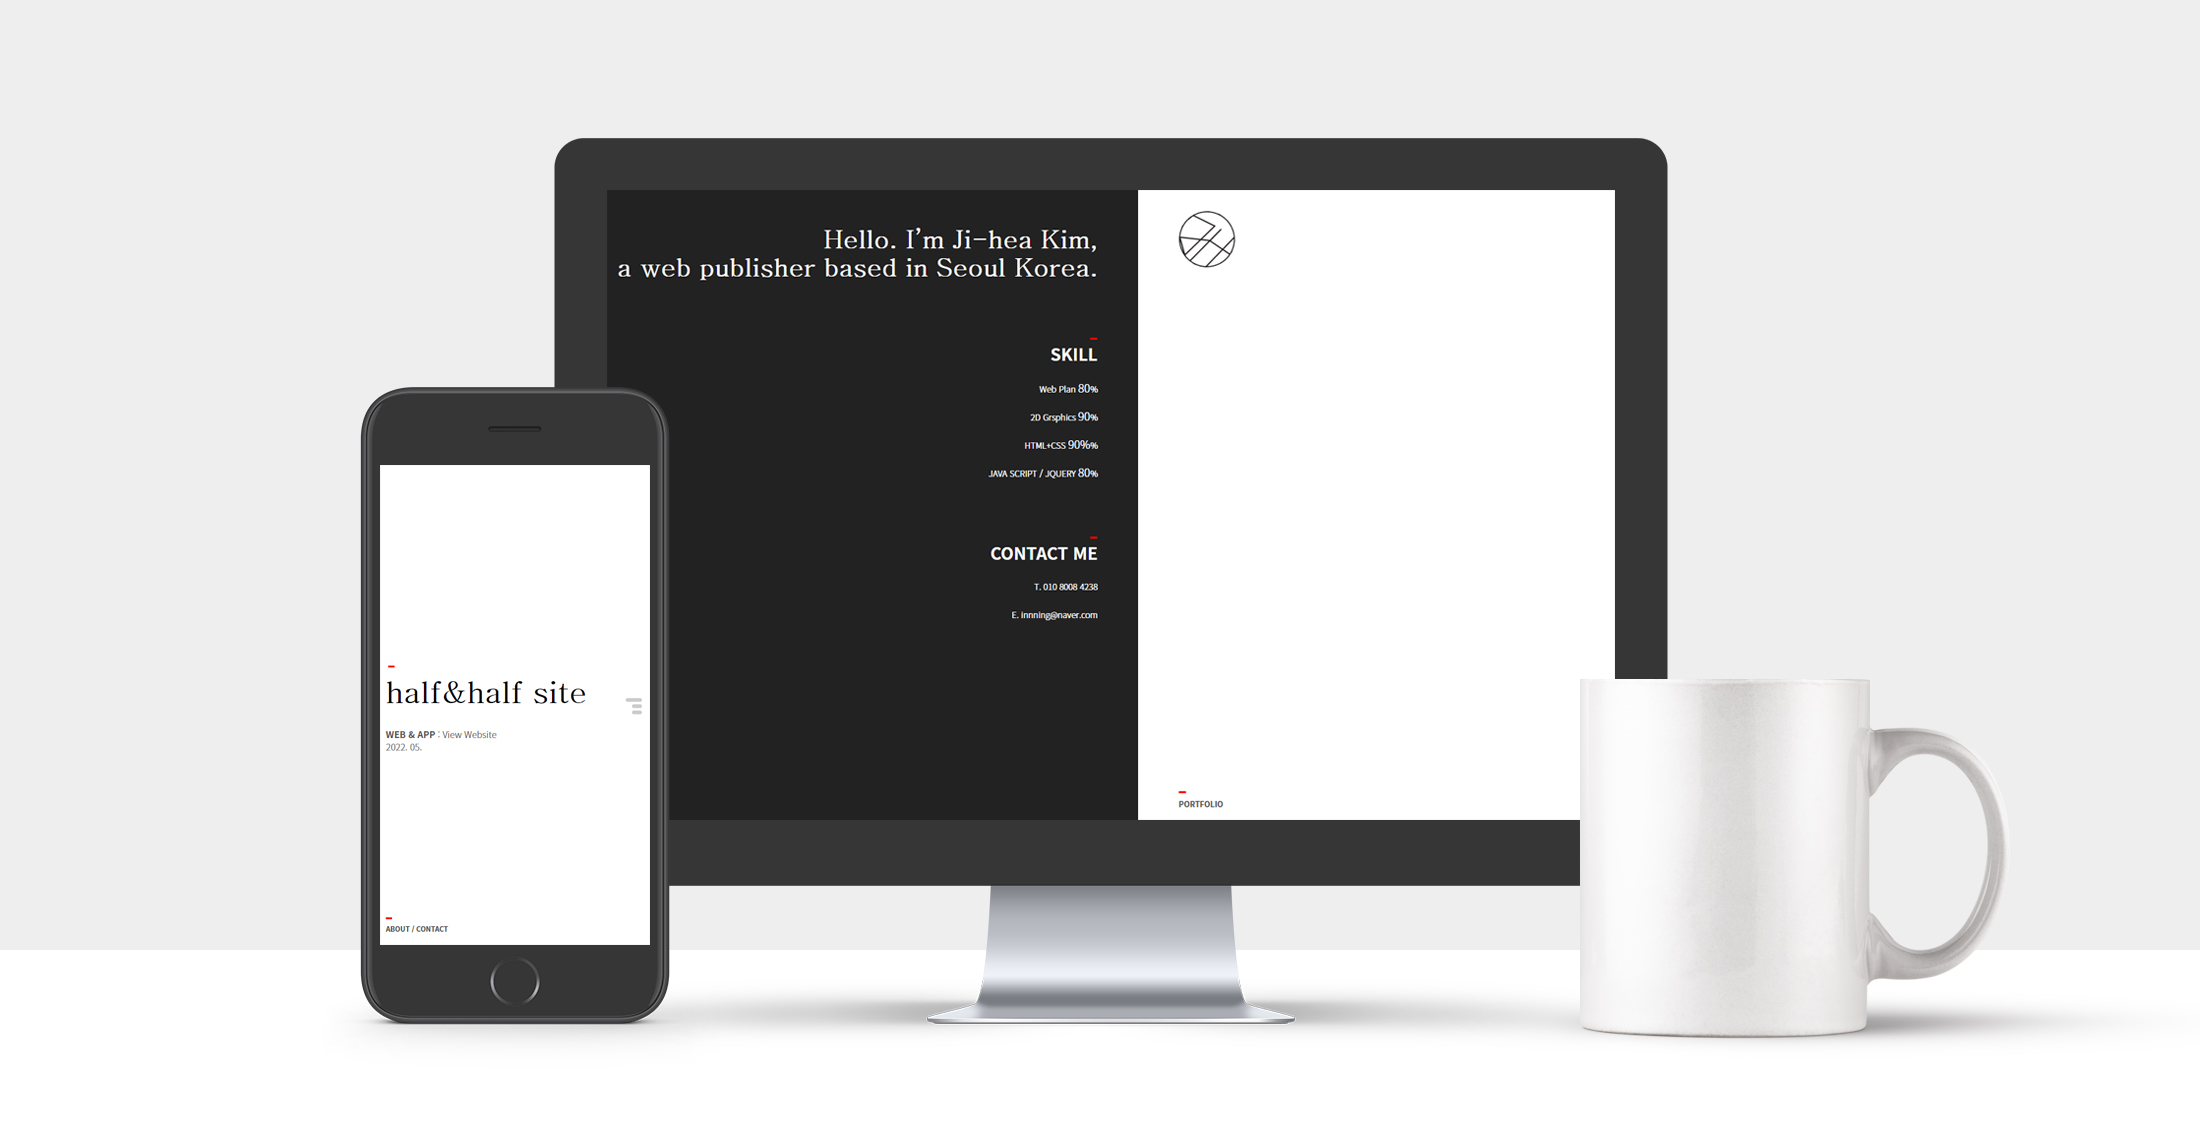 Hello. I’m Ji-hea Kim,
a web publisher based in Seoul Korea.
SKILL
Web Plan 80%
2D Grsphics 90%
HTML+CSS 90%%
JAVA SCRIPT / JQUERY 80%
CONTACT ME
T. 010 8008 4238
E. innning@naver.com
PORTFOLIO
half&half site
WEB & APP : View Website
2022. 05.
ABOUT / CONTACT